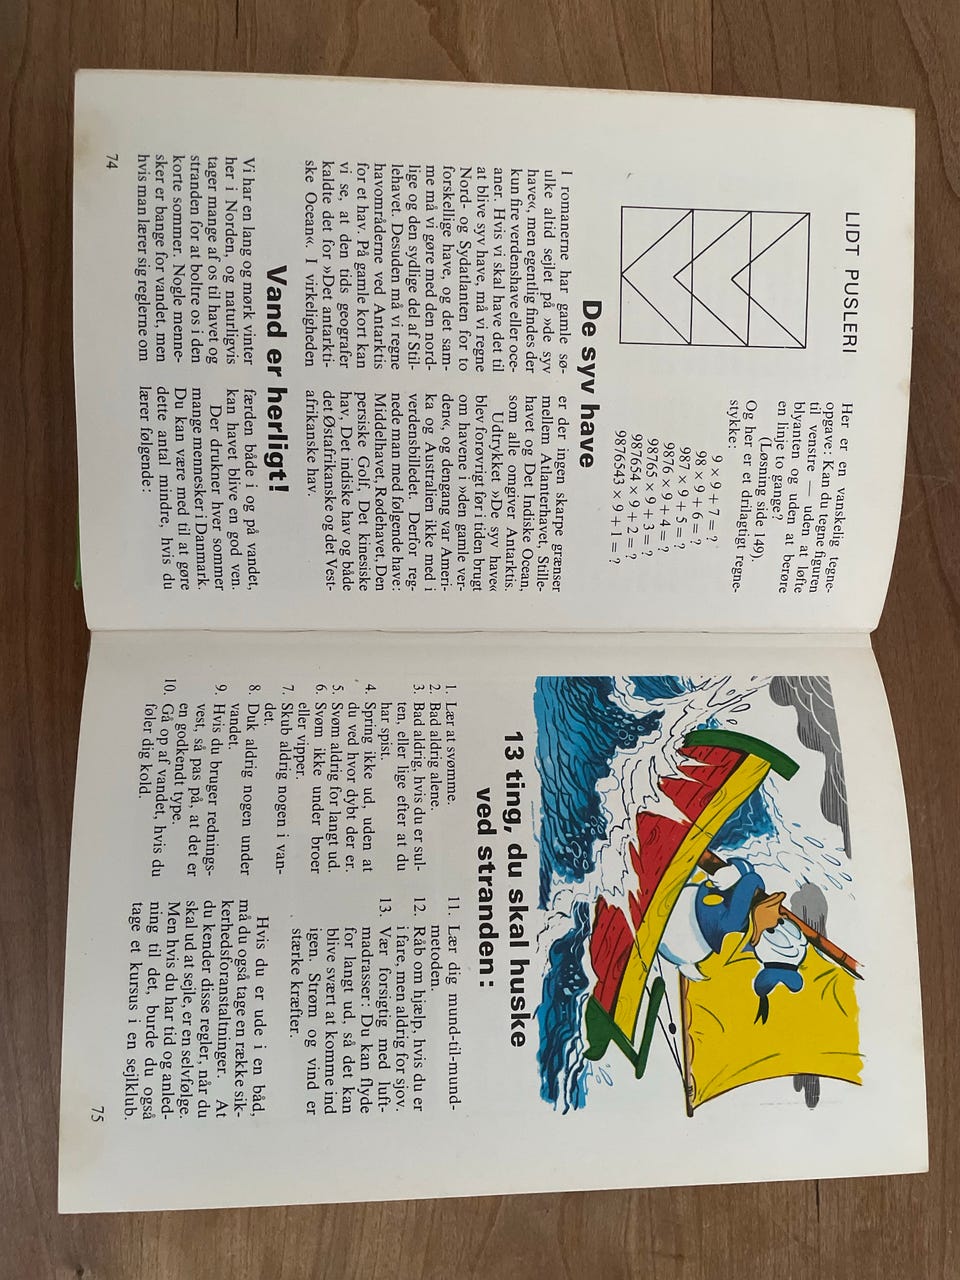 LIDT PUSLERI
Her er en vanskelig tegne-
opgave: Kan du tegne figuren
til venstre — uden at løfte
blyanten og uden at berøre
en linje to gange?
(Løsning side 149).
Og her er et drilagtigt regne-
stykke:
9 × 9 + 7 = ?
98 × 9 + 6 = ?
987 × 9 + 5 = ?
9876 × 9 + 4 = ?
98765 × 9 + 3 = ?
987654 × 9 + 2 = ?
9876543 × 9 + 1 = ?
De syv have
I romanerne har gamle sø-
ulke altid sejlet på »de syv
have«, men egentlig findes der
kun fire verdenshave eller oce-
aner. Hvis vi skal have det til
at blive syv have, må vi regne
Nord- og Sydatlanten for to
forskellige have, og det sam-
me må vi gøre med den nord-
lige og den sydlige del af Stil-
lehavet. Desuden må vi regne
havområderne ved Antarktis
for et hav. På gamle kort kan
vi se, at den tids geografer
kaldte det for »Det antarkti-
ske Ocean«. I virkeligheden
er der ingen skarpe grænser
mellem Atlanterhavet, Stille-
havet og Det Indiske Ocean,
som alle omgiver Antarktis.
Udtrykket »De syv have«
blev forøvrigt før i tiden brugt
om havene i »den gamle ver-
den«, og dengang var Ameri-
ka og Australien ikke med i
verdensbilledet. Derfor reg-
nede man med følgende have:
Middelhavet, Rødehavet, Den
persiske Golf, Det kinesiske
hav, Det indiske hav og både
det Østafrikanske og det Vest-
afrikanske hav.
Vand er herligt!
Vi har en lang og mørk vinter
her i Norden, og naturligvis
tager mange af os til havet og
stranden for at boltre os i den
korte sommer. Nogle menne-
sker er bange for vandet, men
hvis man lærer sig reglerne om
færden både i og på vandet,
kan havet blive en god ven.
Der drukner hver sommer
mange mennesker i Danmark.
Du kan være med til at gøre
dette antal mindre, hvis du
lærer følgende:
74
13 ting, du skal huske
ved stranden:
1. Lær at svømme.
2. Bad aldrig alene.
3. Bad aldrig, hvis du er sul-
ten, eller lige efter at du
har spist.
4. Spring ikke ud, uden at
du ved hvor dybt der er.
5. Svøm aldrig for langt ud.
6. Svøm ikke under broer
eller vipper.
7. Skub aldrig nogen i van-
det.
8. Duk aldrig nogen under
vandet.
9. Hvis du bruger rednings-
vest, så pas på, at det er
en godkendt type.
10. Gå op af vandet, hvis du
føler dig kold.
11. Lær dig mund-til-mund-
metoden.
12. Råb om hjælp, hvis du er
i fare, men aldrig for sjov.
13. Vær forsigtig med luft-
madrasser: Du kan flyde
for langt ud, så det kan
blive svært at komme ind
igen. Strøm og vind er
stærke kræfter.
Hvis du er ude i en båd,
må du også tage en række sik-
kerhedsforanstaltninger. At
du kender disse regler, når du
skal ud at sejle, er en selvfølge.
Men hvis du har tid og anled-
ning til det, burde du også
tage et kursus i en sejlklub.
75